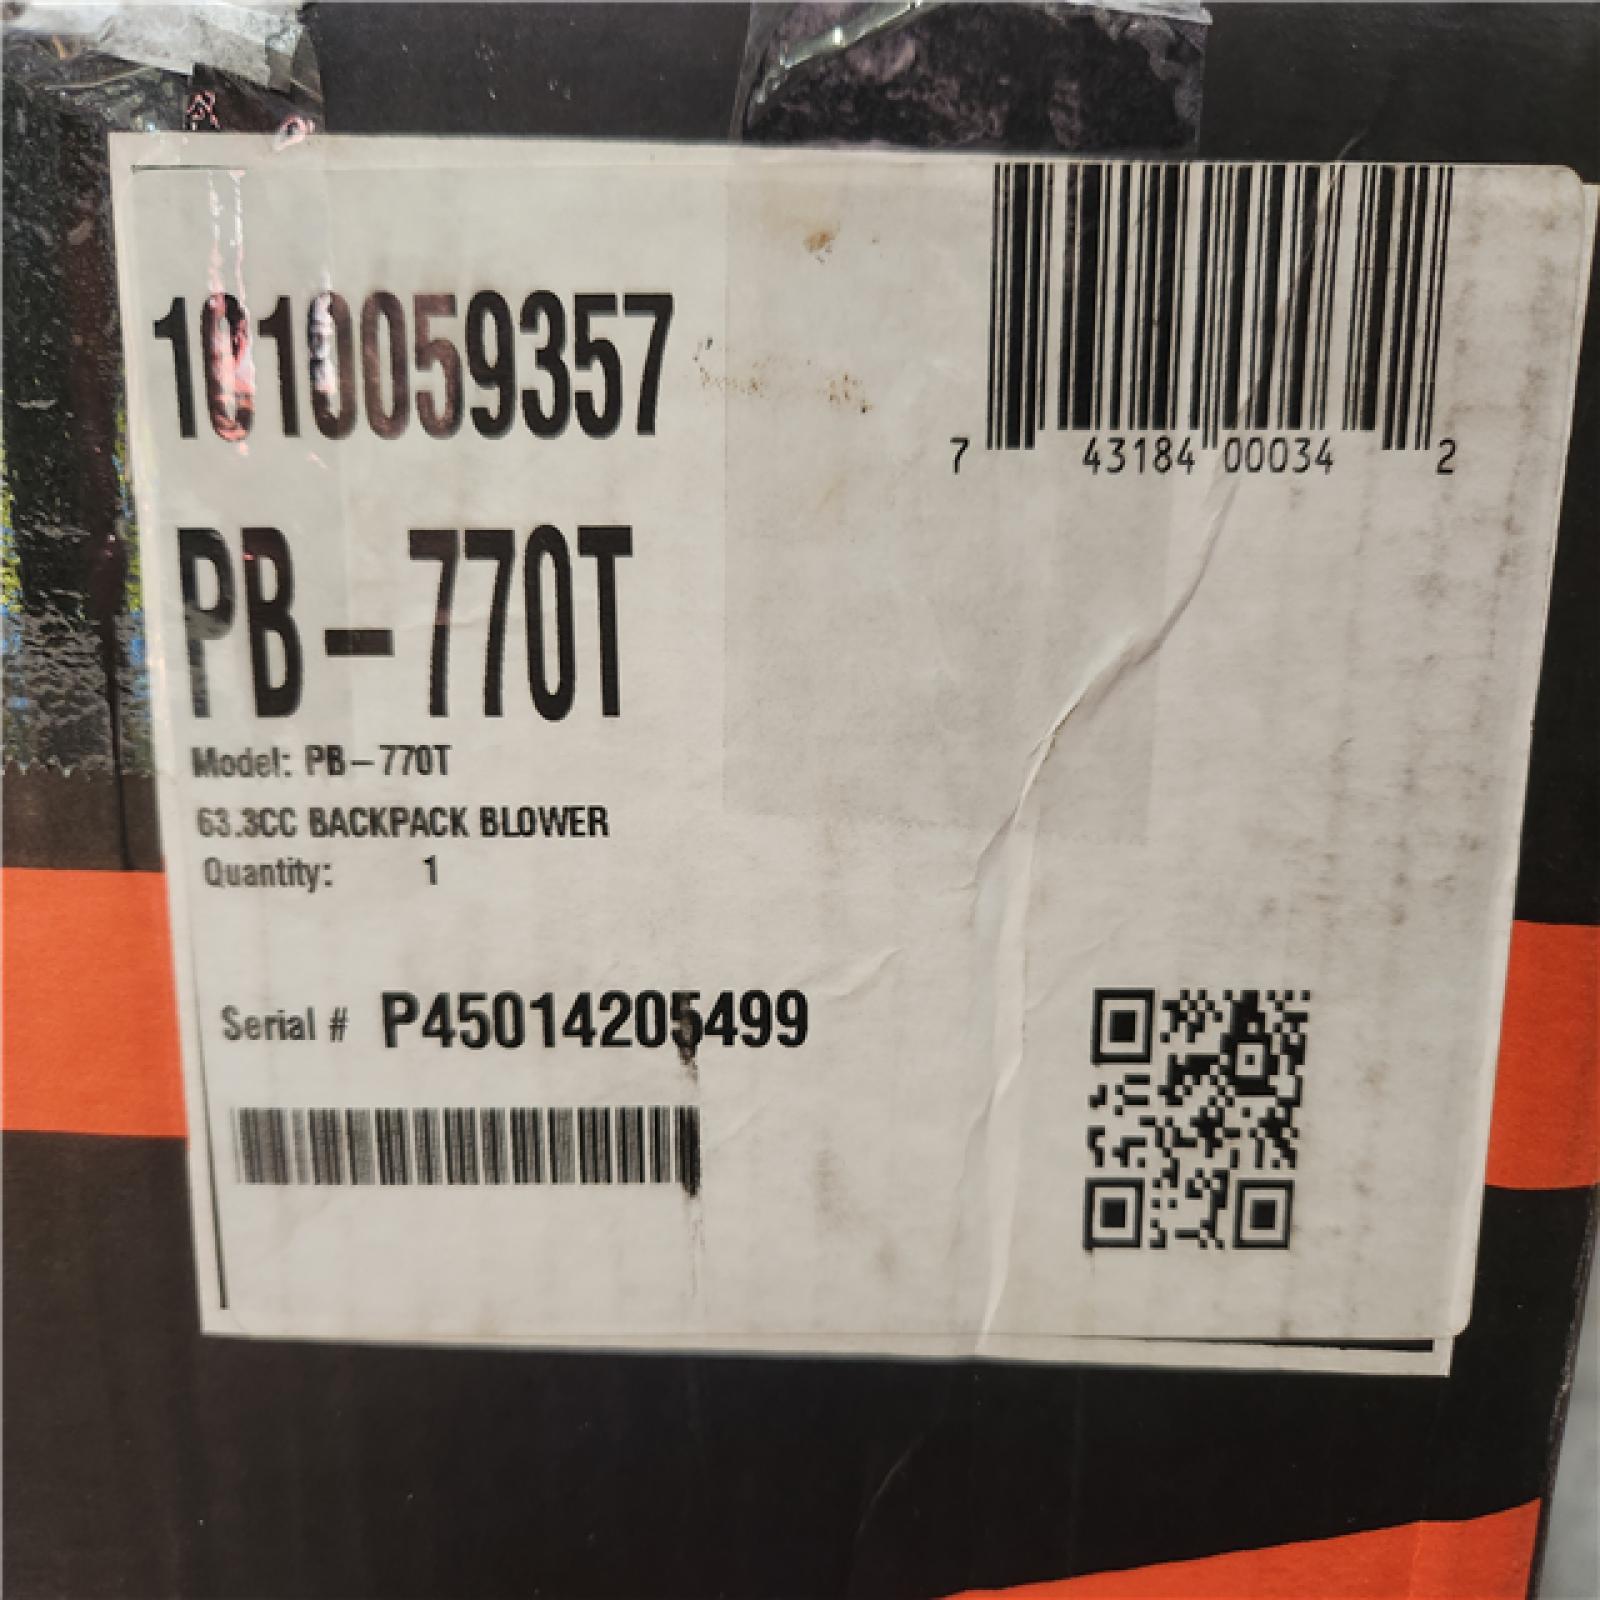 1010059357
7 43184 00034 2
PB-770T
Model: PB-770T
63.3CC BACKPACK BLOWER
Quantity: 1
Serial # P45014205499